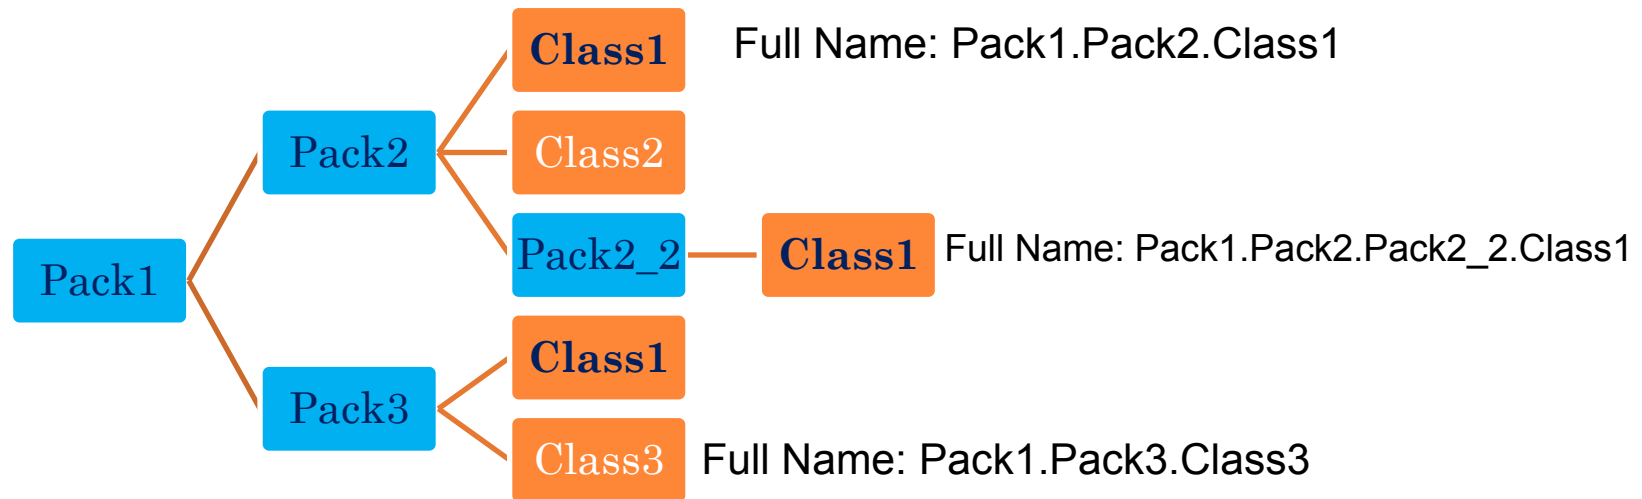 Class1
Full Name: Pack1.Pack2.Class1
Pack2
Class2
Pack1
Pack2_2
Class1
Full Name: Pack1.Pack2.Pack2_2.Class1
Class1
Pack3
Class3
Full Name: Pack1.Pack3.Class3